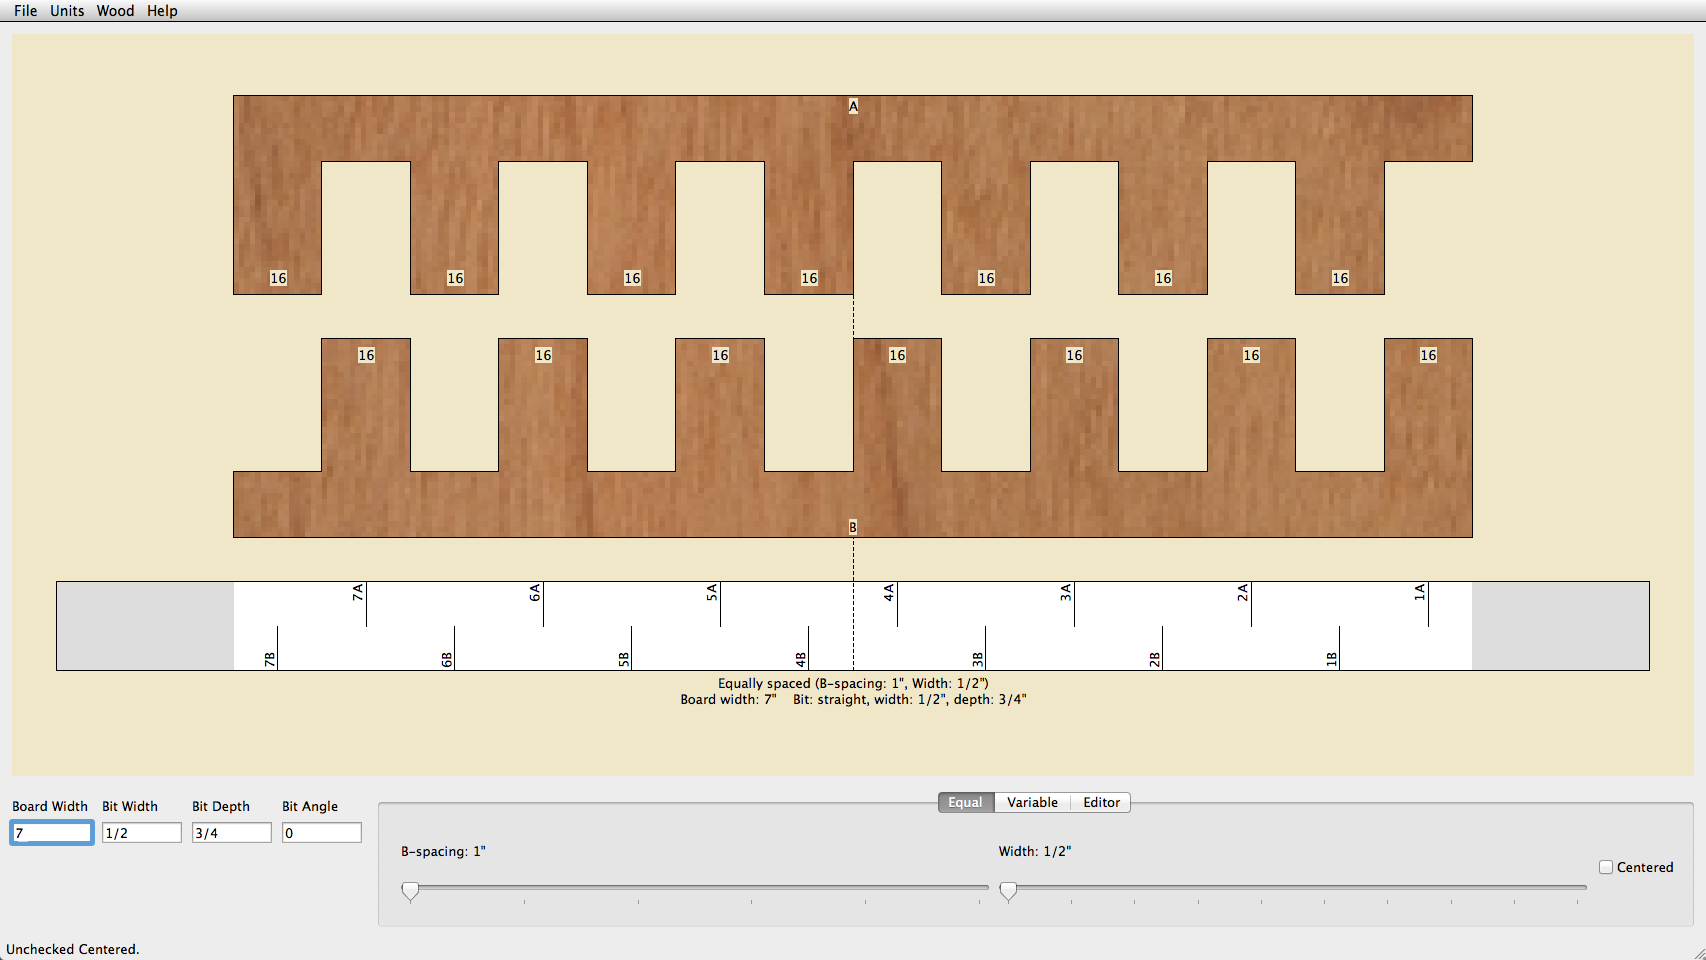 File Units Wood Help
A
16 16 16 16 16 16 16
16 16 16 16 16 16 16
B
7A 6A 5A 4A 3A 2A 1A
7B 6B 5B 4B 3B 2B 1B
Equally spaced (B-spacing: 1", Width: 1/2")
Board width: 7" Bit: straight, width: 1/2", depth: 3/4"
Equal Variable Editor
Board Width Bit Width Bit Depth Bit Angle
7 1/2 3/4 0
B-spacing: 1" Width: 1/2"
Centered
Unchecked Centered.